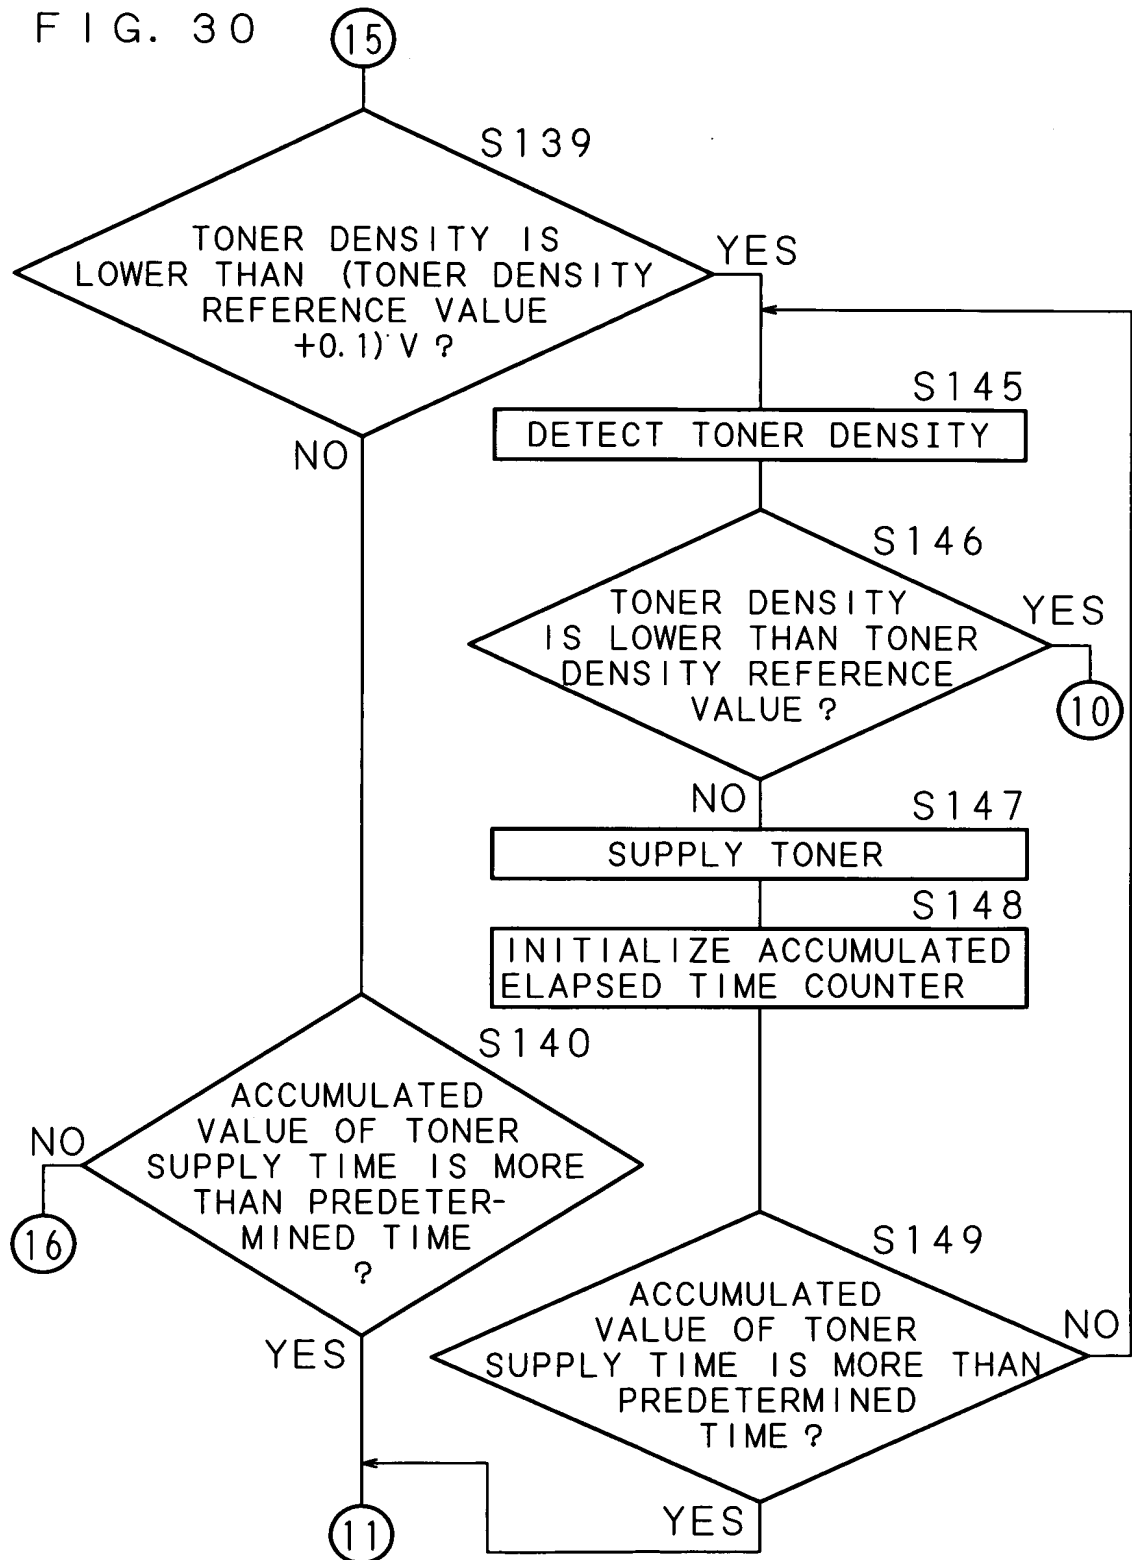 FIG. 30
15
S139
TONER DENSITY IS
LOWER THAN (TONER DENSITY
REFERENCE VALUE
+0.1) V ?
YES
NO
S145
DETECT TONER DENSITY
S146
TONER DENSITY
IS LOWER THAN TONER
DENSITY REFERENCE
VALUE ?
YES
10
NO
S147
SUPPLY TONER
S148
INITIALIZE ACCUMULATED
ELAPSED TIME COUNTER
S140
ACCUMULATED
VALUE OF TONER
SUPPLY TIME IS MORE
THAN PREDETER-
MINED TIME
?
NO
16
YES
S149
ACCUMULATED
VALUE OF TONER
SUPPLY TIME IS MORE THAN
PREDETERMINED
TIME ?
NO
YES
11